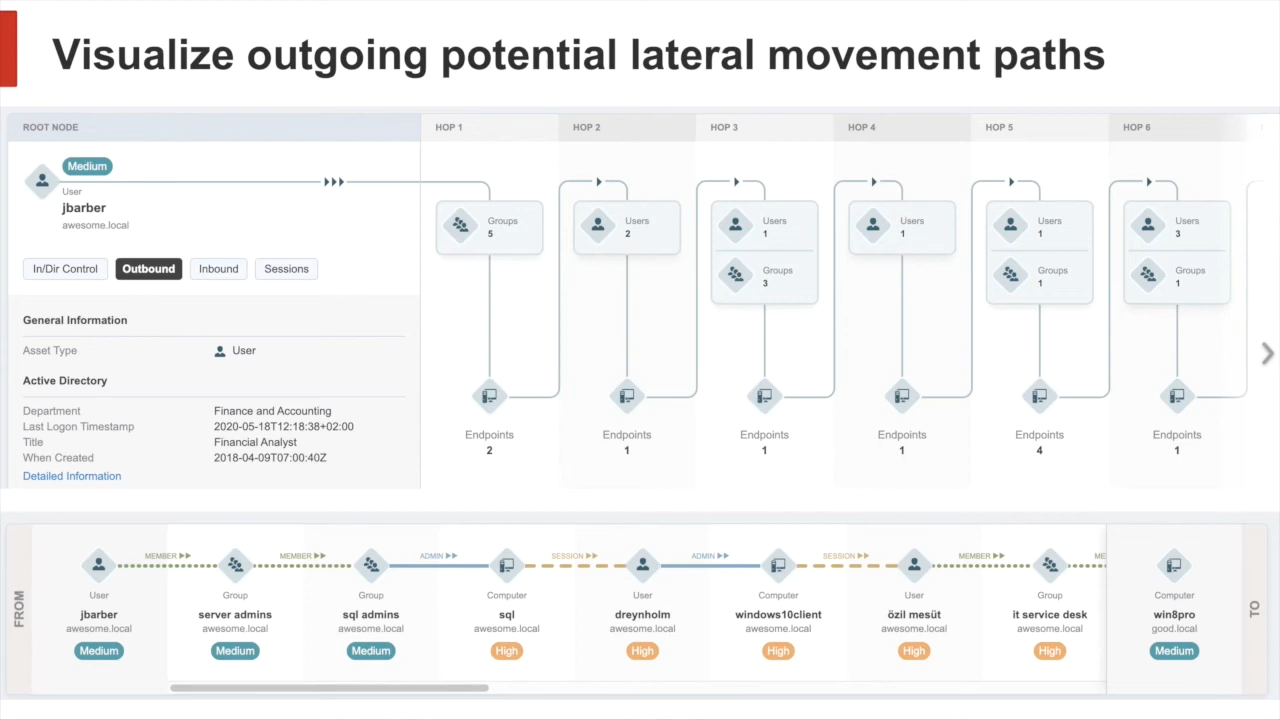 Visualize outgoing potential lateral movement paths
ROOT NODE
HOP 1
HOP 2
HOP 3
HOP 4
HOP 5
HOP 6
Medium
User
jbarber
awesome.local
In/Dir Control
Outbound
Inbound
Sessions
General Information
Asset Type User
Active Directory
Department Finance and Accounting
Last Logon Timestamp 2020-05-18T12:18:38+02:00
Title Financial Analyst
When Created 2018-04-09T07:00:40Z
Detailed Information
Groups
5
Endpoints
2
Users
2
Endpoints
1
Users
1
Groups
3
Endpoints
1
Users
1
Endpoints
1
Users
1
Groups
1
Endpoints
4
Users
3
Groups
1
Endpoints
1
FROM
MEMBER
MEMBER
ADMIN
SESSION
ADMIN
SESSION
MEMBER
ME
User
jbarber
awesome.local
Medium
Group
server admins
awesome.local
Medium
Group
sql admins
awesome.local
Medium
Computer
sql
awesome.local
High
User
dreynholm
awesome.local
High
Computer
windows10client
awesome.local
High
User
özil mesüt
awesome.local
High
Group
it service desk
awesome.local
High
Computer
win8pro
good.local
Medium
TO